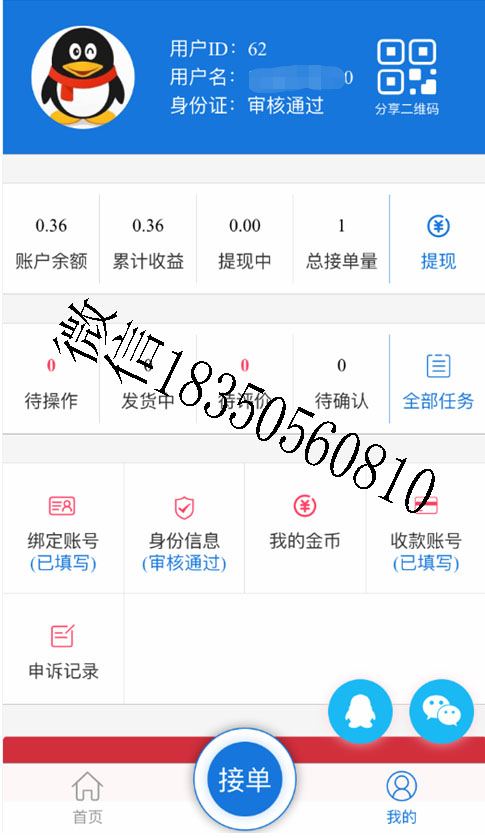 用户ID：62
用户名：0
身份证：审核通过
分享二维码
0.36 0.36 0.00 1
账户余额 累计收益 提现中 总接单量 提现
0 0 0 0
待操作 发货中 待评价 待确认 全部任务
微信18350560810
绑定账号 身份信息 我的金币 收款账号
(已填写) (审核通过) (已填写)
申诉记录
接单
首页 我的